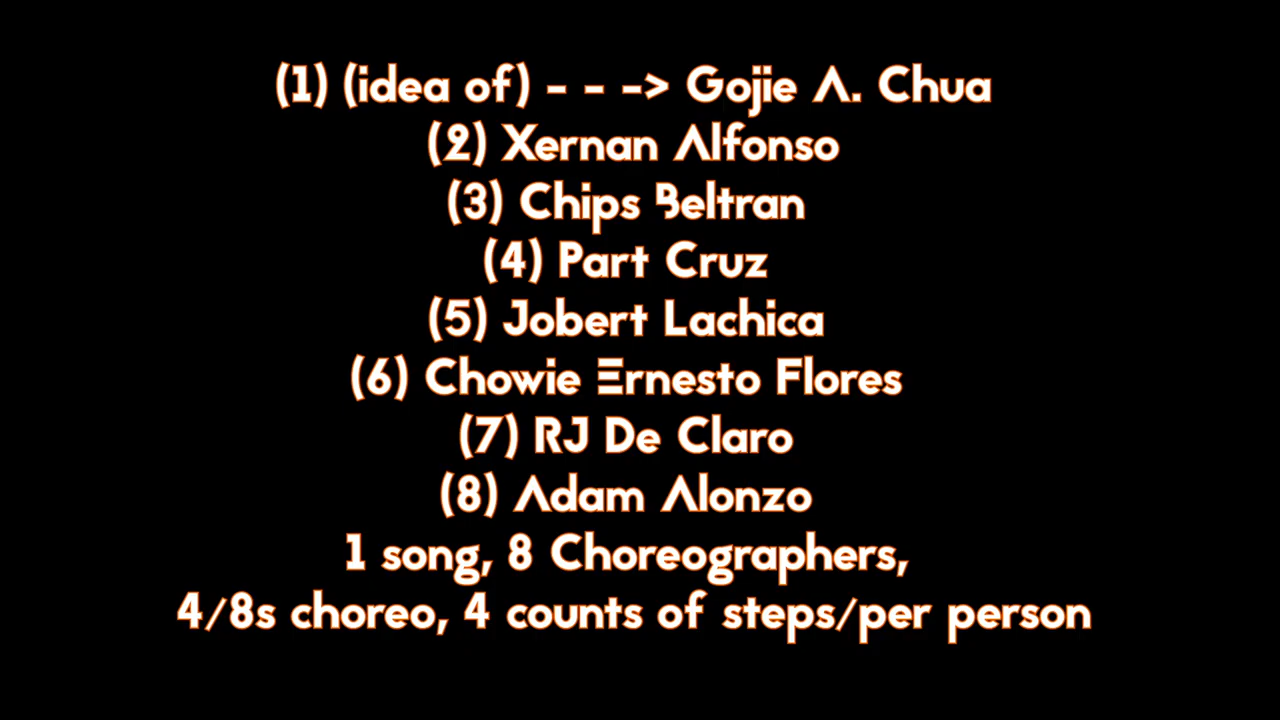 (1) (idea of) - - -> Gojie A. Chua
(2) Xernan Alfonso
(3) Chips Beltran
(4) Part Cruz
(5) Jobert Lachica
(6) Chowie Ernesto Flores
(7) RJ De Claro
(8) Adam Alonzo
1 song, 8 Choreographers,
4/8s choreo, 4 counts of steps/per person